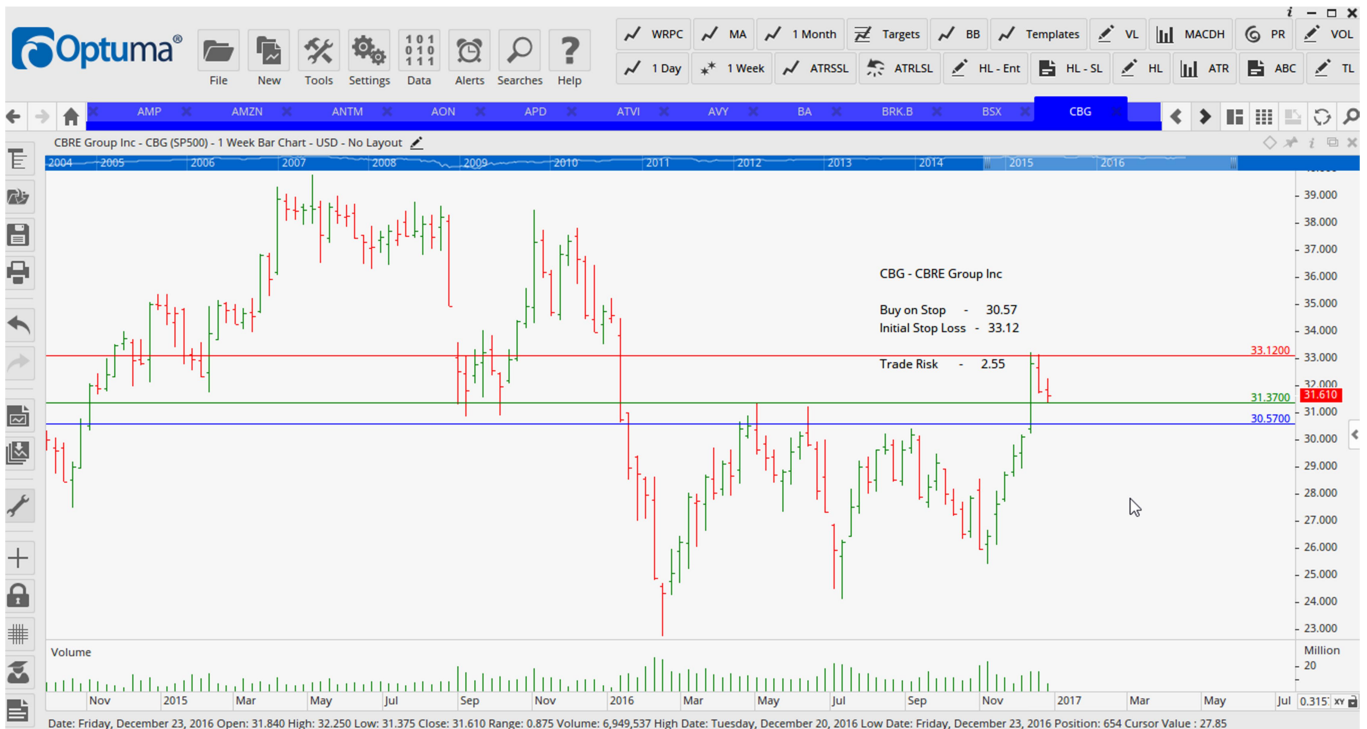 i
Optuma®
File New Tools Settings Data Alerts Searches Help
101
010
111
WRPC MA 1 Month Targets BB Templates VL MACDH PR VOL
1 Day 1 Week ATRSSL ATRLSL HL - Ent HL - SL HL ATR ABC TL
AMP AMZN ANTM AON APD ATVI AVY BA BRK.B BSX CBG
CBRE Group Inc - CBG (SP500) - 1 Week Bar Chart - USD - No Layout
2004 2005 2006 2007 2008 2009 2010 2011 2012 2013 2014 2015 2016
39.000
38.000
37.000
CBG - CBRE Group Inc
36.000
Buy on Stop - 30.57
35.000
Initial Stop Loss - 33.12
34.000
33.1200
33.000
Trade Risk - 2.55
32.000
31.610
31.3700
31.000
30.5700
30.000
29.000
28.000
27.000
26.000
25.000
24.000
23.000
Volume
Million
20
Nov 2015 Mar May Jul Sep Nov 2016 Mar May Jul Sep Nov 2017 Mar May Jul 0.315 XY
Date: Friday, December 23, 2016 Open: 31.840 High: 32.250 Low: 31.375 Close: 31.610 Range: 0.875 Volume: 6,949,537 High Date: Tuesday, December 20, 2016 Low Date: Friday, December 23, 2016 Position: 654 Cursor Value : 27.85